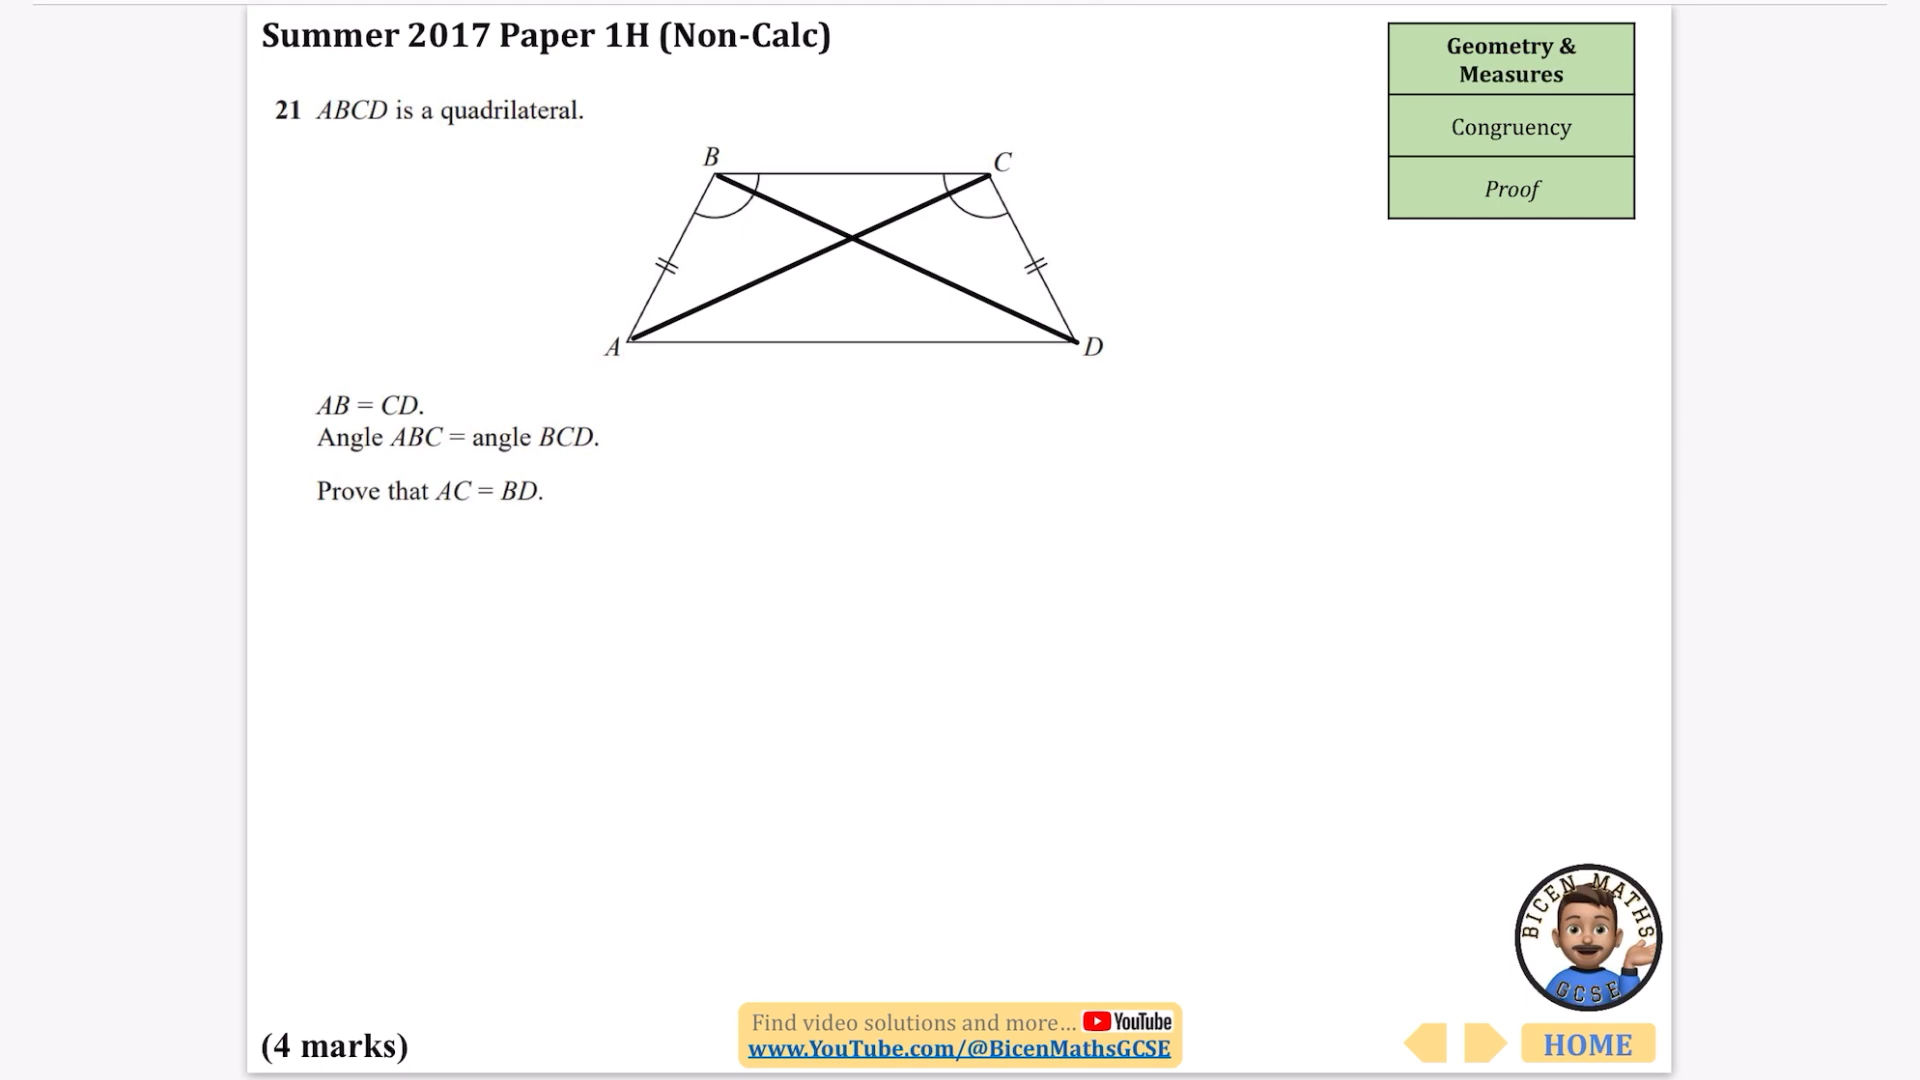 Summer 2017 Paper 1H (Non-Calc)
Geometry &
Measures
Congruency
Proof
21 ABCD is a quadrilateral.
B
C
A
D
AB = CD.
Angle ABC = angle BCD.
Prove that AC = BD.
BICEN MATHS
GCSE
(4 marks)
Find video solutions and more... YouTube
www.YouTube.com/@BicenMathsGCSE
HOME